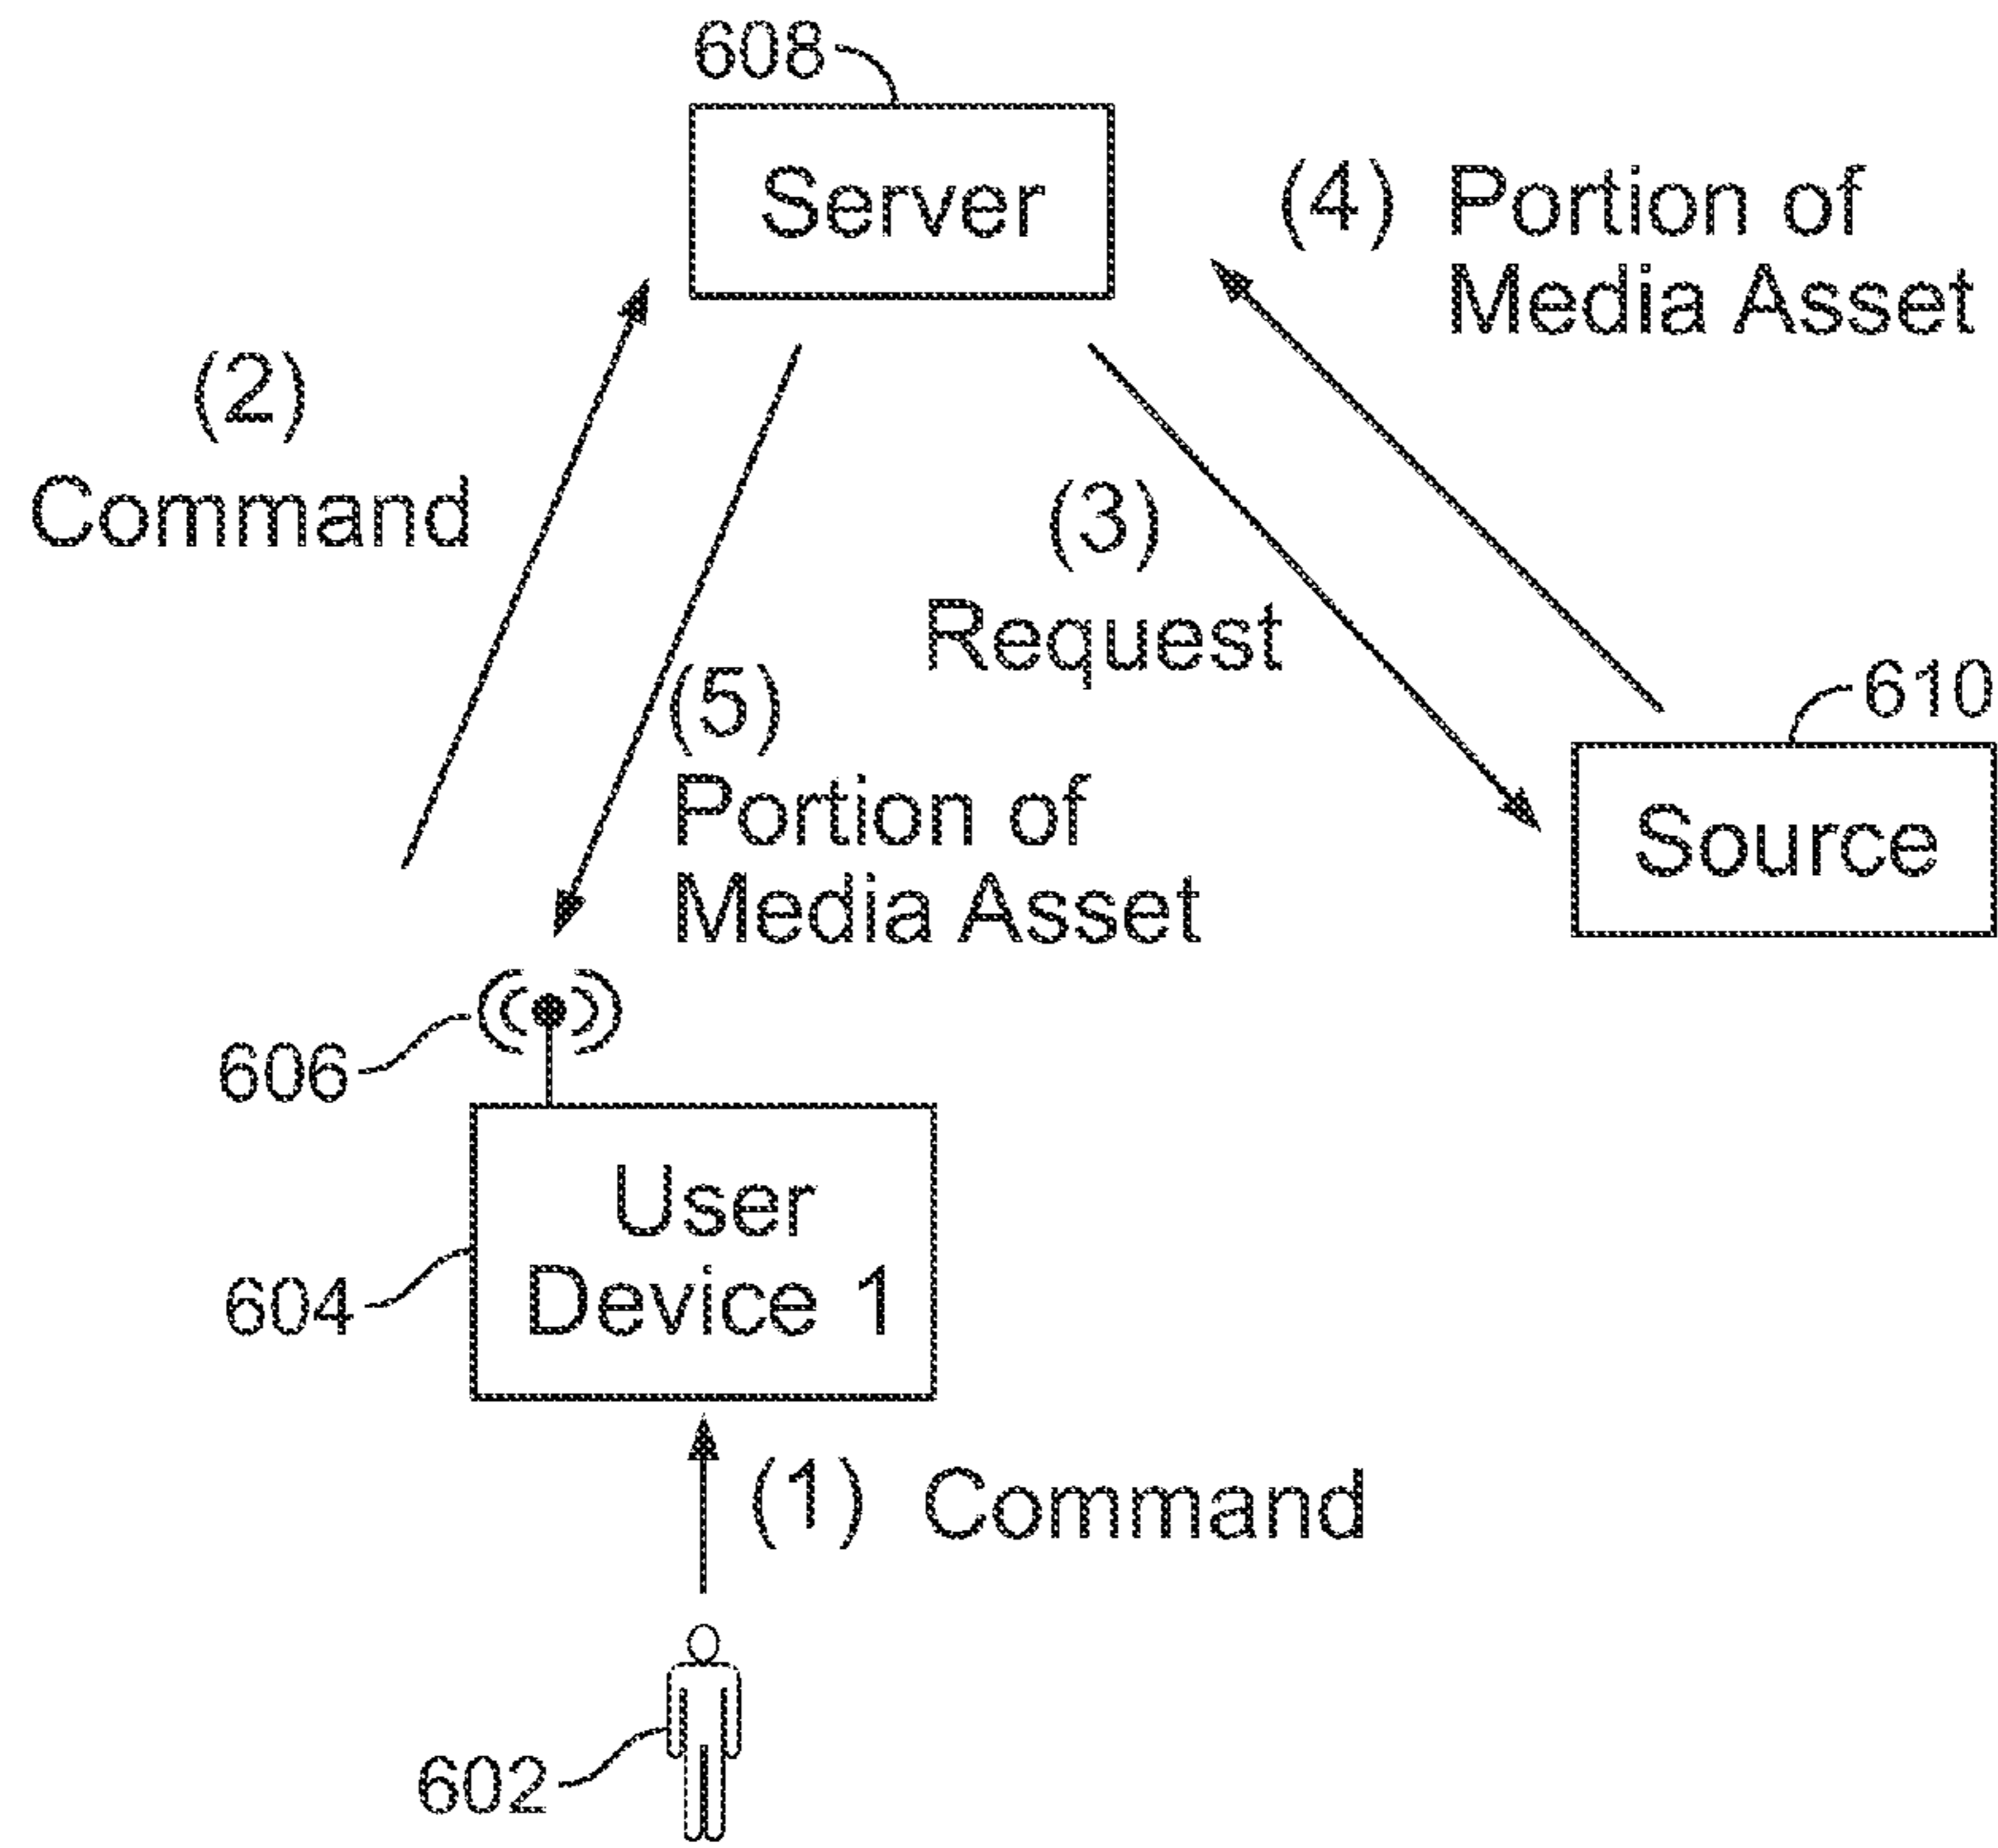 608
Server
(4) Portion of
Media Asset
(2)
Command
(3)
Request
(5)
Portion of
Media Asset
610
Source
606
User
Device 1
604
(1) Command
602